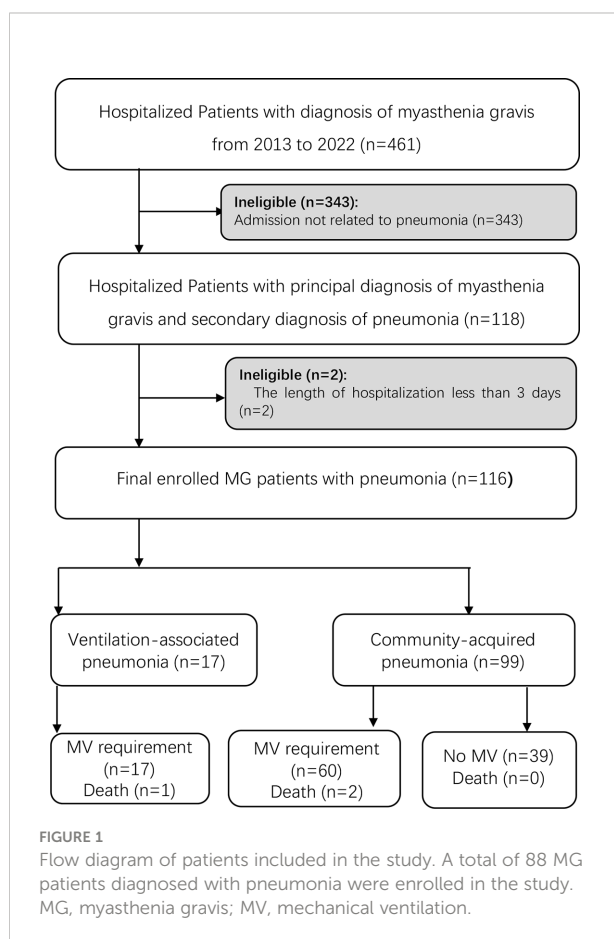 Hospitalized Patients with diagnosis of myasthenia gravis
from 2013 to 2022 (n=461)
Ineligible (n=343):
Admission not related to pneumonia (n=343)
Hospitalized Patients with principal diagnosis of myasthenia
gravis and secondary diagnosis of pneumonia (n=118)
Ineligible (n=2):
The length of hospitalization less than 3 days
(n=2)
Final enrolled MG patients with pneumonia (n=116)
Ventilation-associated
pneumonia (n=17)
Community-acquired
pneumonia (n=99)
MV requirement
(n=17)
Death (n=1)
MV requirement
(n=60)
Death (n=2)
No MV (n=39)
Death (n=0)
FIGURE 1
Flow diagram of patients included in the study. A total of 88 MG
patients diagnosed with pneumonia were enrolled in the study.
MG, myasthenia gravis; MV, mechanical ventilation.